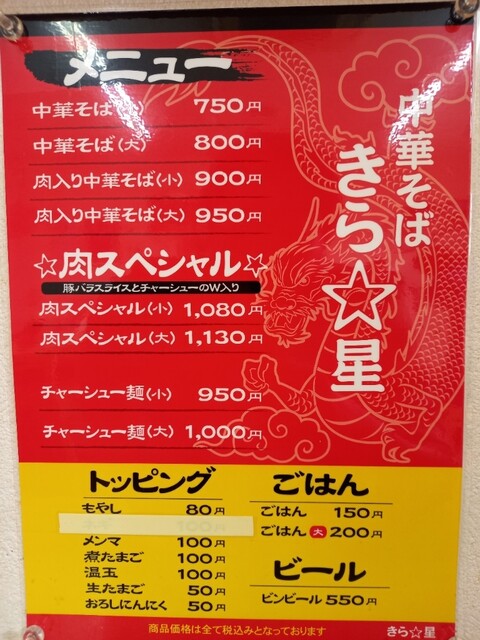 メニュー
中華そば(小) 750円
中華そば(大) 800円
肉入り中華そば(小) 900円
肉入り中華そば(大) 950円
☆肉スペシャル☆
豚バラスライスとチャーシューのW入り
肉スペシャル(小) 1,080円
肉スペシャル(大) 1,130円
チャーシュー麺(小) 950円
チャーシュー麺(大) 1,000円
中華そば
きら☆星
トッピング
もやし 80円
ネギ 100円
メンマ 100円
煮たまご 100円
温玉 100円
生たまご 50円
おろしにんにく 50円
ごはん
ごはん 150円
ごはん 大 200円
ビール
ビンビール 550円
商品価格は全て税込みとなっております
きら☆星